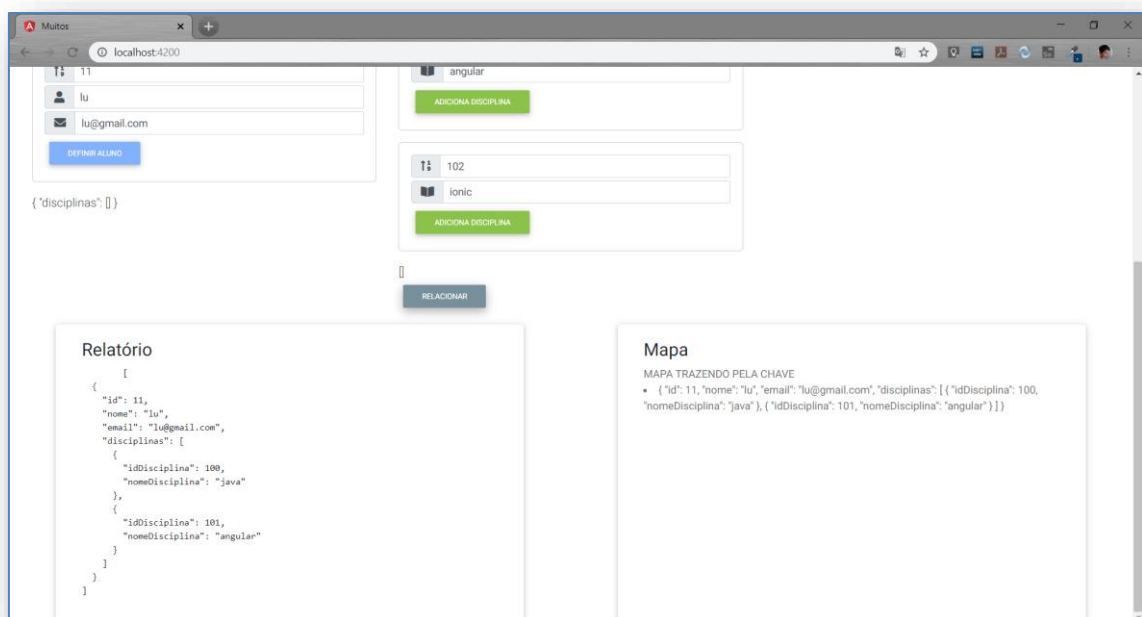 Muitos
localhost:4200
11
lu
lu@gmail.com
DEFINIR ALUNO
{ "disciplinas": [] }
angular
ADICIONA DISCIPLINA
102
ionic
ADICIONA DISCIPLINA
[]
RELACIONAR
Relatório
[
{
"id": 11,
"nome": "lu",
"email": "lu@gmail.com",
"disciplinas": [
{
"idDisciplina": 100,
"nomeDisciplina": "java"
},
{
"idDisciplina": 101,
"nomeDisciplina": "angular"
}
]
}
]
Mapa
MAPA TRAZENDO PELA CHAVE
• { "id": 11, "nome": "lu", "email": "lu@gmail.com", "disciplinas": [ { "idDisciplina": 100,
"nomeDisciplina": "java" }, { "idDisciplina": 101, "nomeDisciplina": "angular" } ] }